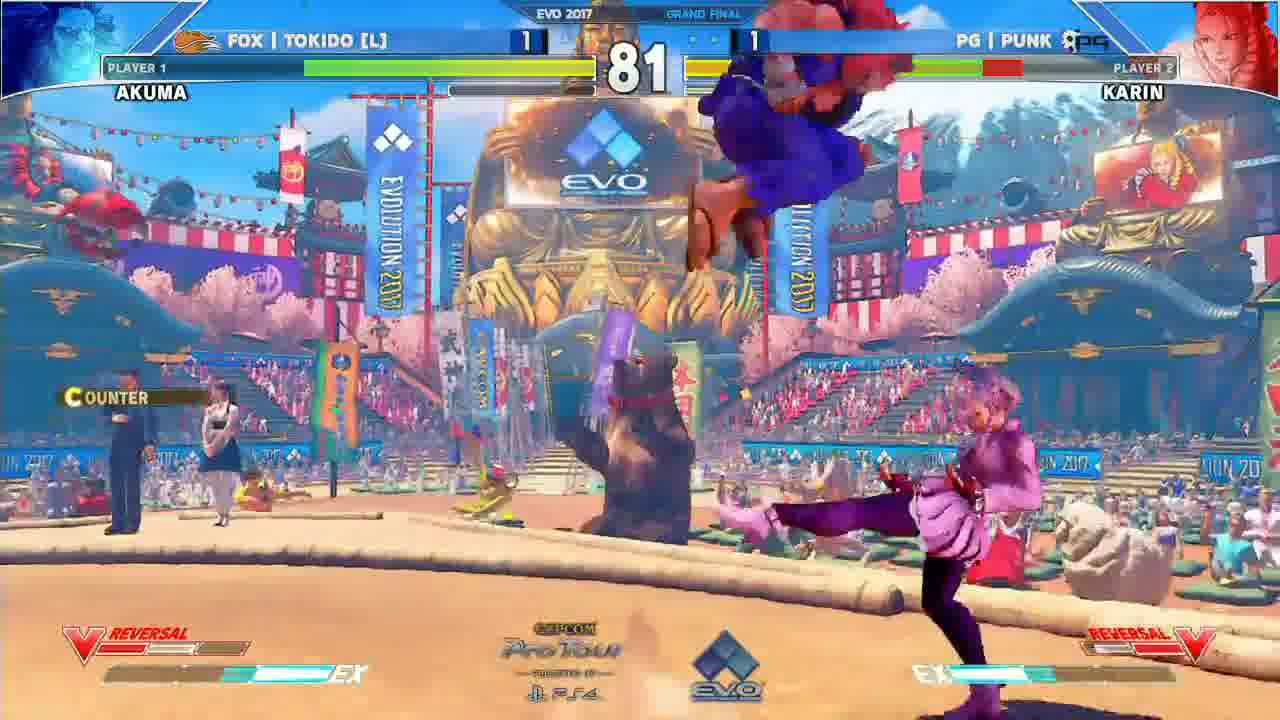 EVO 2017 GRAND FINAL
FOX | TOKIDO [L] 1 81 1 PG | PUNK
PLAYER 1 PLAYER 2
AKUMA KARIN
EVO
EVOLUTION 2017
COUNTER
REVERSAL REVERSAL
EX EX
CAPCOM
Pro Tour
PS4
EVO